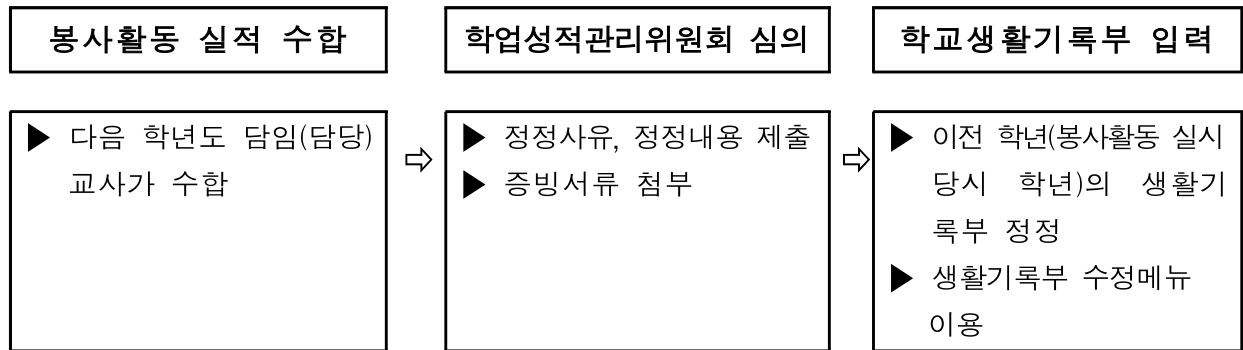 봉사활동 실적 수합
학업성적관리위원회 심의
학교생활기록부 입력
▶ 다음 학년도 담임(담당)
교사가 수합
⇨
▶ 정정사유, 정정내용 제출
▶ 증빙서류 첨부
⇨
▶ 이전 학년(봉사활동 실시
당시 학년)의 생활기
록부 정정
▶ 생활기록부 수정메뉴
이용